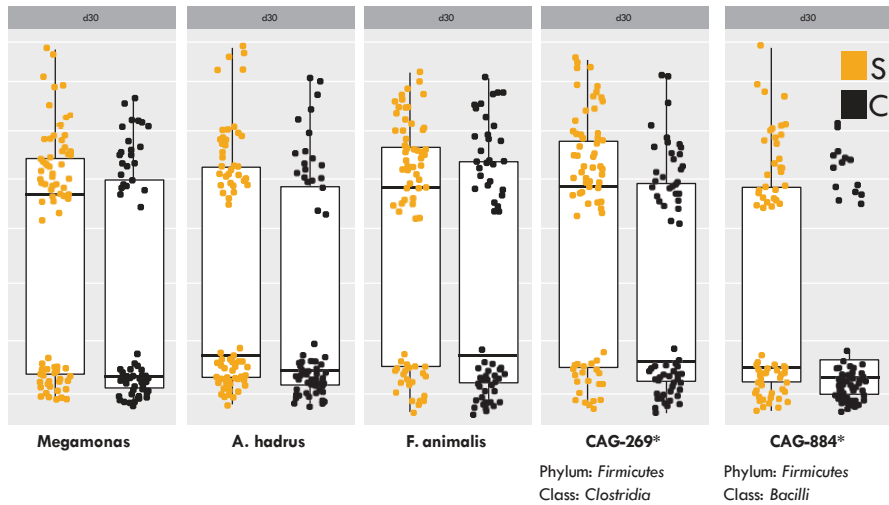 d30 d30 d30 d30 d30
S
C
Megamonas A. hadrus F. animalis CAG-269* CAG-884*
Phylum: Firmicutes Phylum: Firmicutes
Class: Clostridia Class: Bacilli